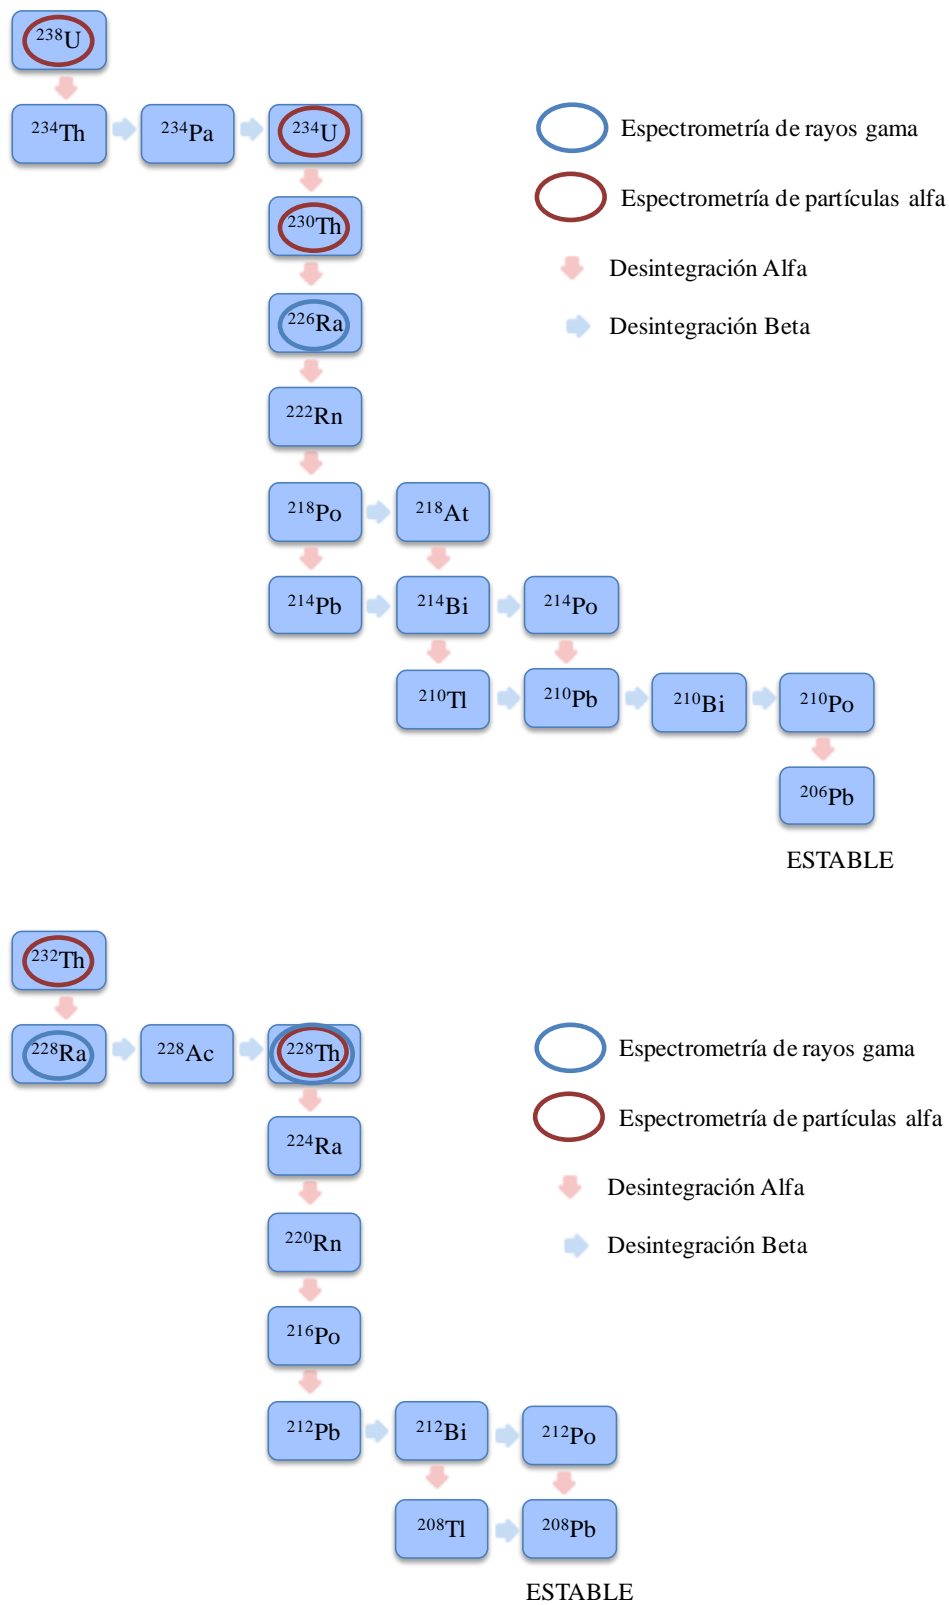 238U
234Th 234Pa 234U
Espectrometría de rayos gama
230Th
Espectrometría de partículas alfa
Desintegración Alfa
226Ra
Desintegración Beta
222Rn
218Po 218At
214Pb 214Bi 214Po
210Tl 210Pb 210Bi 210Po
206Pb
ESTABLE
232Th
228Ra 228Ac 228Th
Espectrometría de rayos gama
Espectrometría de partículas alfa
224Ra
Desintegración Alfa
220Rn
Desintegración Beta
216Po
212Pb 212Bi 212Po
208Tl 208Pb
ESTABLE